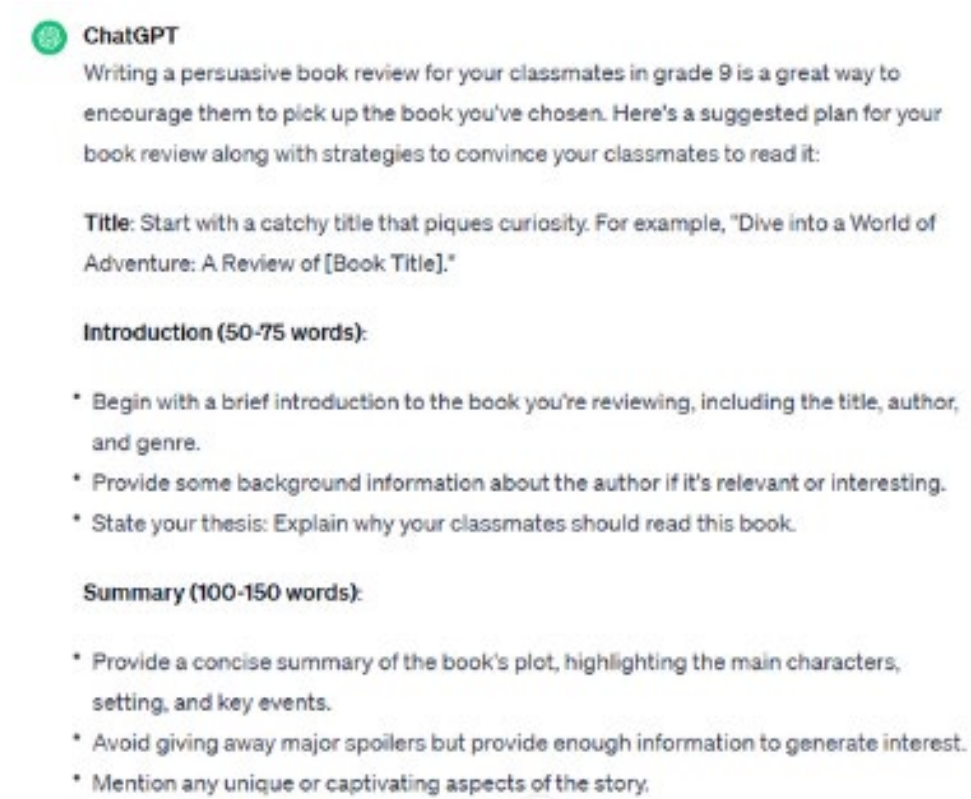 ChatGPT
Writing a persuasive book review for your classmates in grade 9 is a great way to
encourage them to pick up the book you've chosen. Here's a suggested plan for your
book review along with strategies to convince your classmates to read it:
Title: Start with a catchy title that piques curiosity. For example, "Dive into a World of
Adventure: A Review of [Book Title]."
Introduction (50-75 words):
• Begin with a brief introduction to the book you're reviewing, including the title, author,
and genre.
• Provide some background information about the author if it's relevant or interesting.
• State your thesis: Explain why your classmates should read this book.
Summary (100-150 words):
• Provide a concise summary of the book's plot, highlighting the main characters,
setting, and key events.
• Avoid giving away major spoilers but provide enough information to generate interest.
• Mention any unique or captivating aspects of the story.